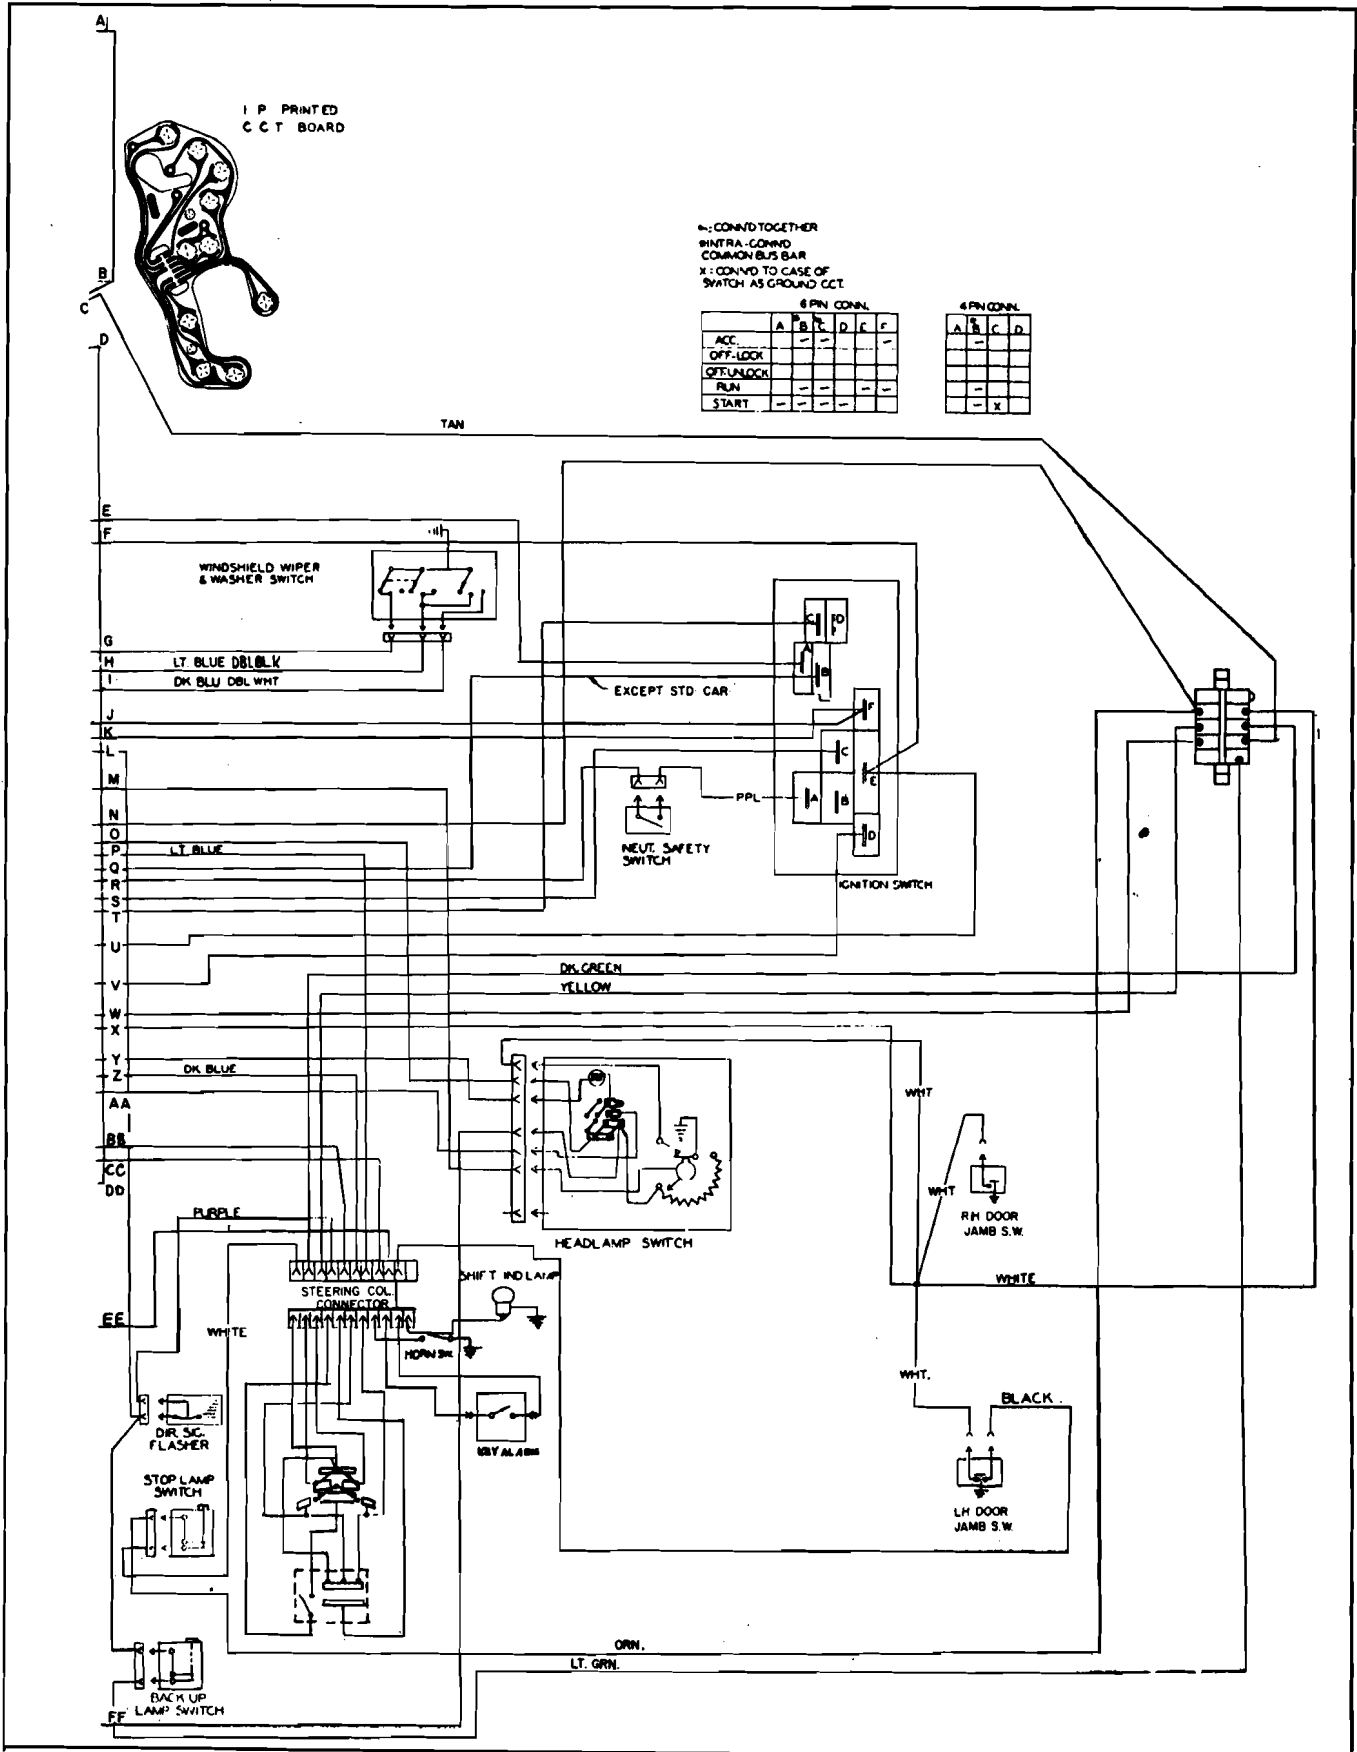 A
I P PRINTED
C C T BOARD
B
C
D
CONN'D TOGETHER
INTRA-CONN'D
COMMON BUS BAR
X: CONN'D TO CASE OF
SWITCH AS GROUND CCT.
6 PIN CONN.
4 PIN CONN.
A B C D E F
A B C D
ACC. – – – –
OFF-LOCK
OFF-UNLOCK
RUN – – – – –
START – – – – – X
TAN
E
F
WINDSHIELD WIPER
& WASHER SWITCH
G
H
LT. BLUE DBL BLK
I
DK BLU DBL WHT
EXCEPT STD CAR
C D
A
B
J
K
L
M
N
O
P
LT. BLUE
Q
R
S
T
U
V
W
X
Y
Z
DK BLUE
AA
BB
CC
DD
F
C
E
PPL
A
B
D
NEUT. SAFETY
SWITCH
IGNITION SWITCH
DK. GREEN
YELLOW
WHT
WHT
RH DOOR
JAMB S.W.
PURPLE
HEADLAMP SWITCH
SHIFT IND LAMP
WHITE
STEERING COL.
CONNECTOR
EE
WHITE
HORN SW.
WHT.
BLACK.
KEY ALARM
DIR. SIG.
FLASHER
STOP LAMP
SWITCH
LH DOOR
JAMB S.W.
ORN.
LT. GRN.
BACK UP
LAMP SWITCH
FF